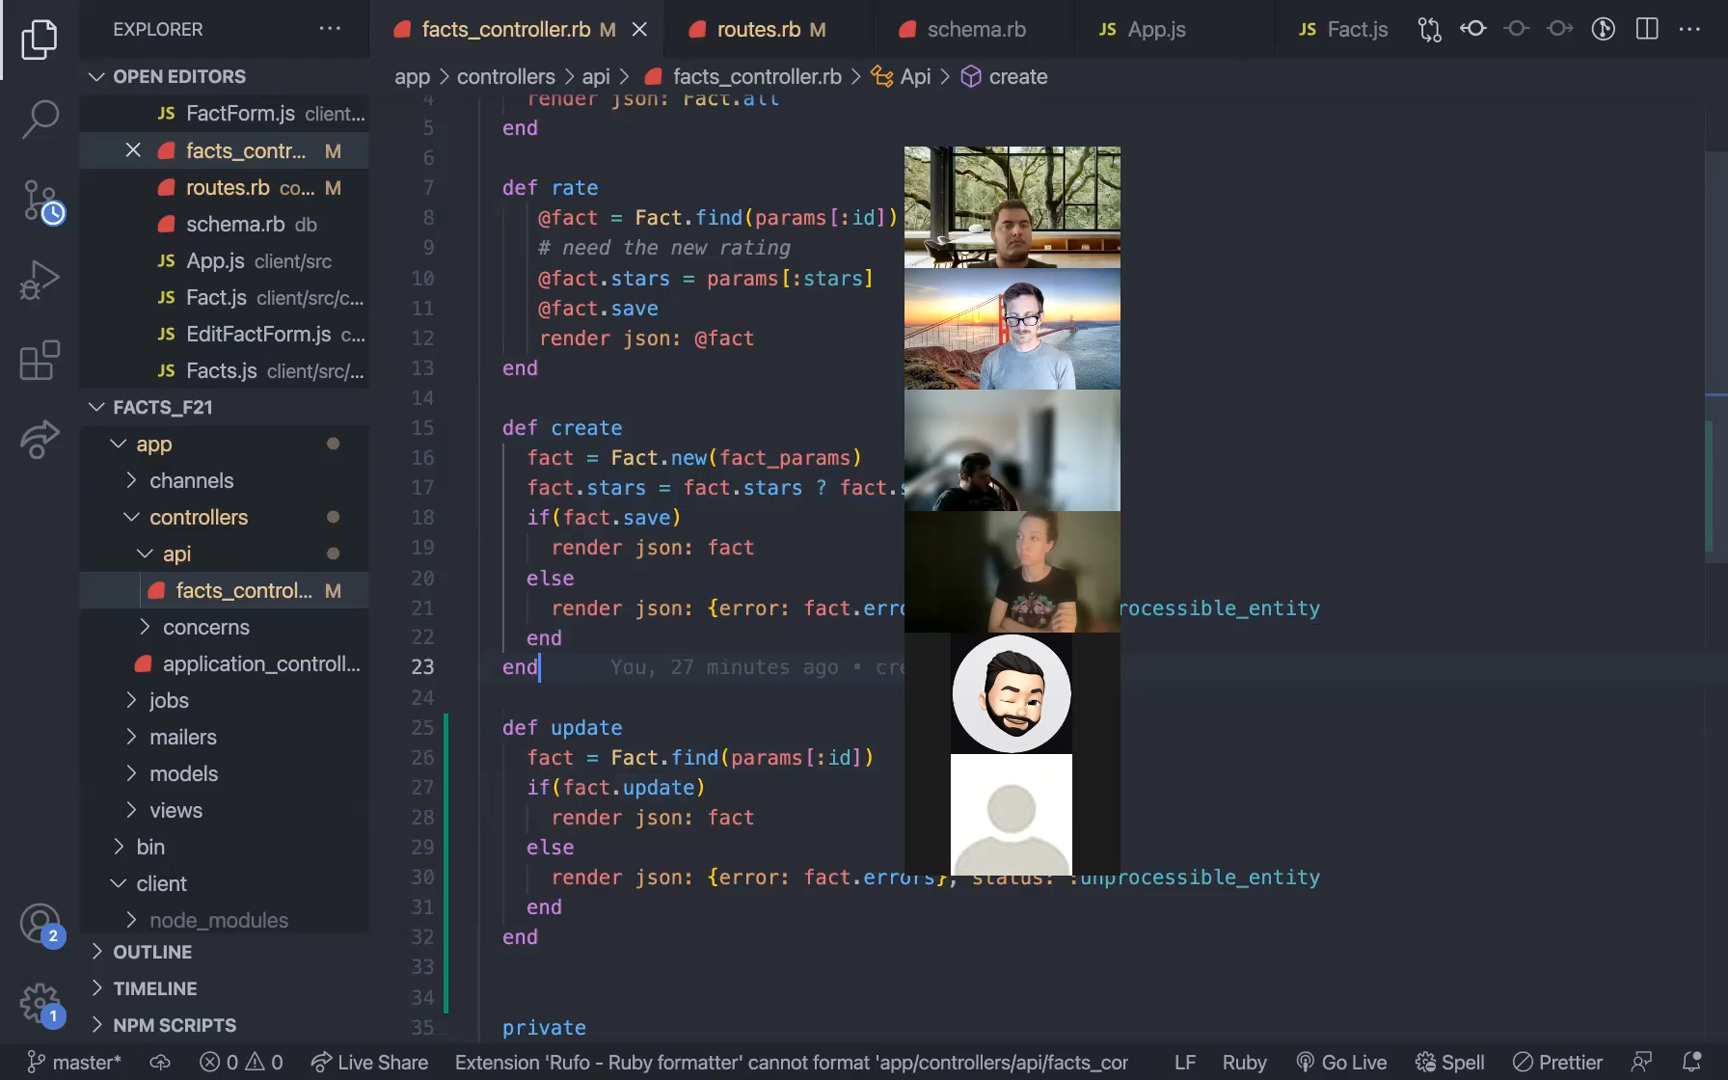 EXPLORER
facts_controller.rb M
routes.rb M
schema.rb
JS App.js
JS Fact.js
OPEN EDITORS
app > controllers > api > facts_controller.rb > Api > create
JS FactForm.js client...
facts_contr... M
routes.rb co... M
schema.rb db
JS App.js client/src
JS Fact.js client/src/c...
JS EditFactForm.js c...
JS Facts.js client/src/...
FACTS_F21
app
channels
controllers
api
facts_control... M
concerns
application_controll...
jobs
mailers
models
views
bin
client
node_modules
OUTLINE
TIMELINE
NPM SCRIPTS
2
1
4 render json: Fact.all
5 end
6
7 def rate
8 @fact = Fact.find(params[:id])
9 # need the new rating
10 @fact.stars = params[:stars]
11 @fact.save
12 render json: @fact
13 end
14
15 def create
16 fact = Fact.new(fact_params)
17 fact.stars = fact.stars ? fact.s
18 if(fact.save)
19 render json: fact
20 else
21 render json: {error: fact.erro rocessible_entity
22 end
23 end You, 27 minutes ago • cre
24
25 def update
26 fact = Fact.find(params[:id])
27 if(fact.update)
28 render json: fact
29 else
30 render json: {error: fact.errors}, status: :unprocessible_entity
31 end
32 end
33
34
35 private
master* 0 0 Live Share Extension 'Rufo - Ruby formatter' cannot format 'app/controllers/api/facts_cor LF Ruby Go Live Spell Prettier